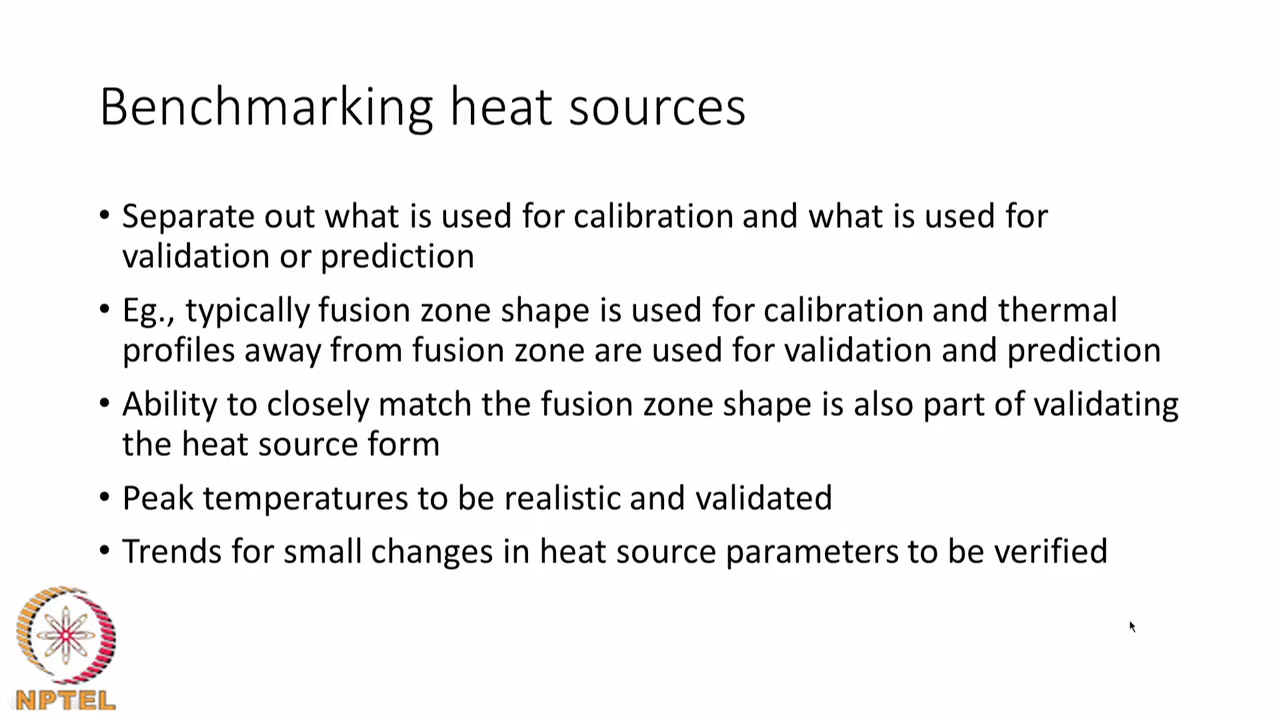 Benchmarking heat sources
• Separate out what is used for calibration and what is used for
validation or prediction
• Eg., typically fusion zone shape is used for calibration and thermal
profiles away from fusion zone are used for validation and prediction
• Ability to closely match the fusion zone shape is also part of validating
the heat source form
• Peak temperatures to be realistic and validated
• Trends for small changes in heat source parameters to be verified
NPTEL